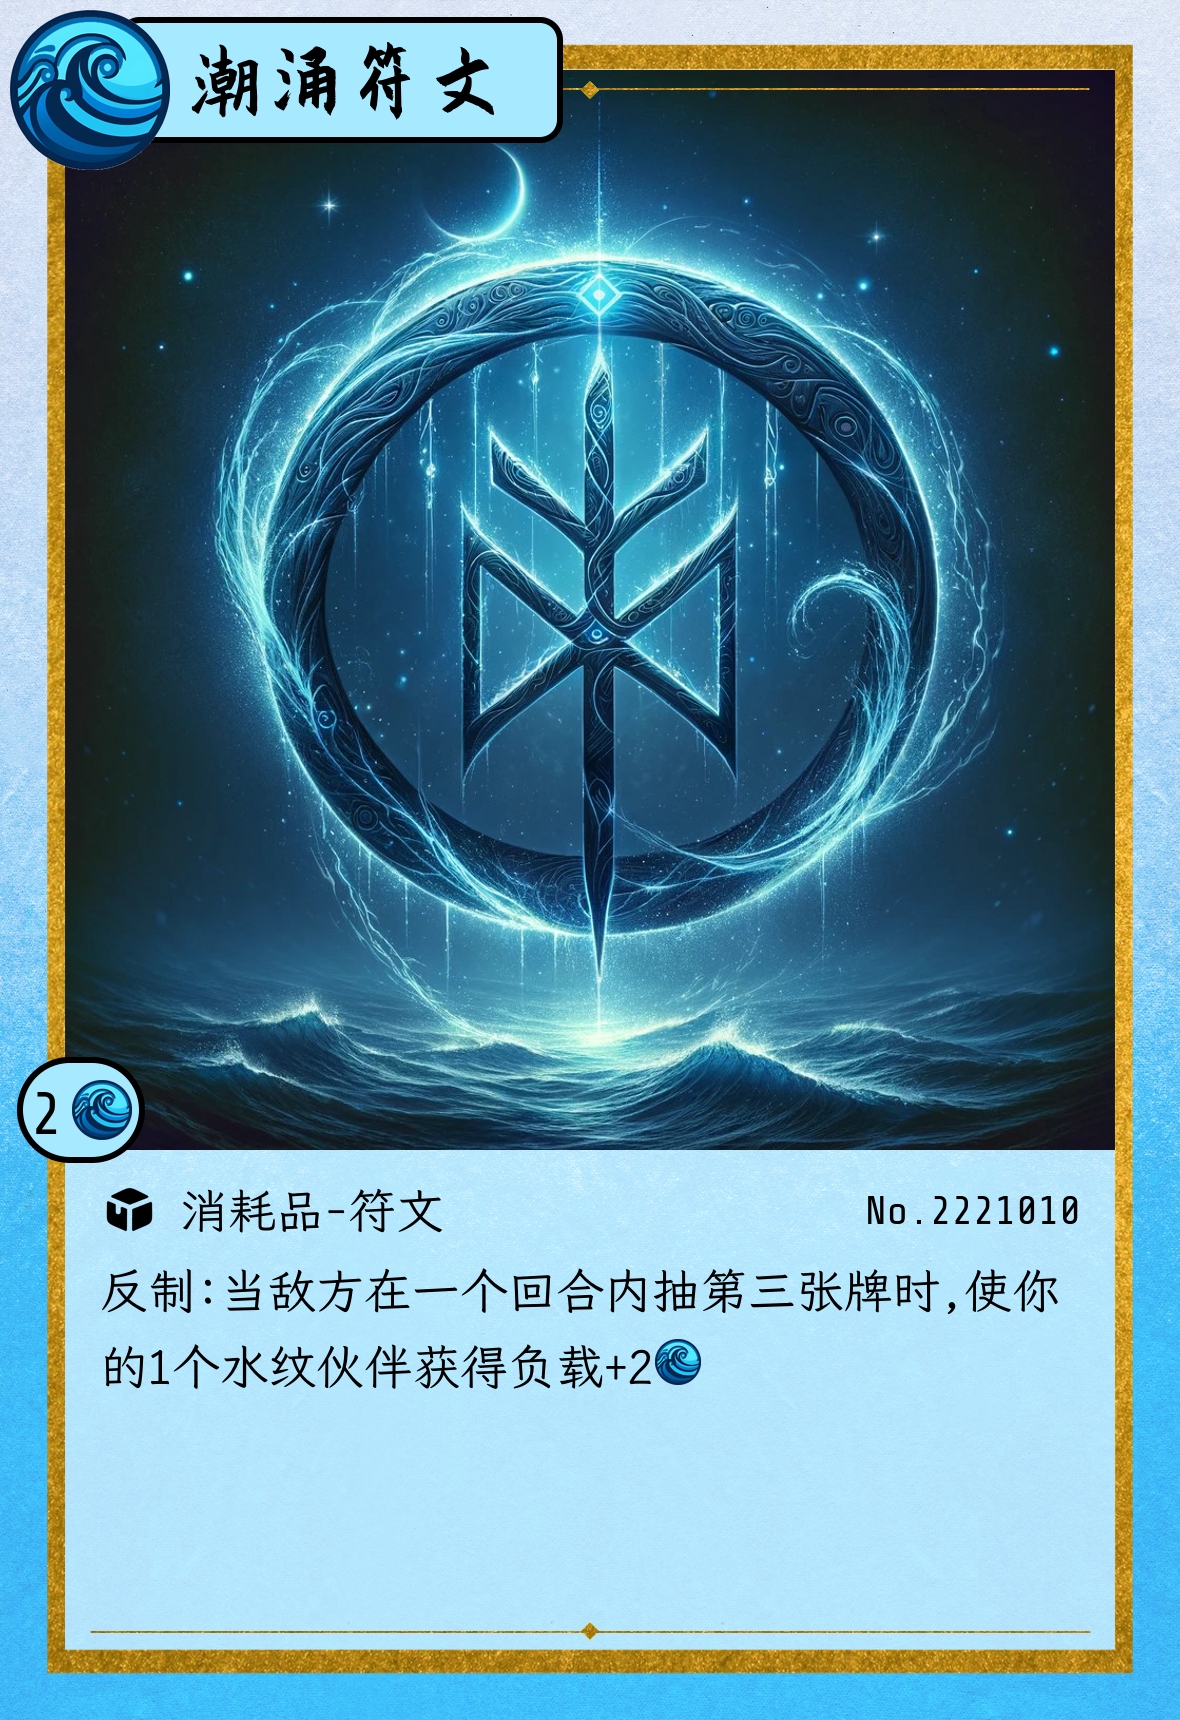 潮涌符文
2
消耗品-符文
No.2221010
反制:当敌方在一个回合内抽第三张牌时,使你
的1个水纹伙伴获得负载+2